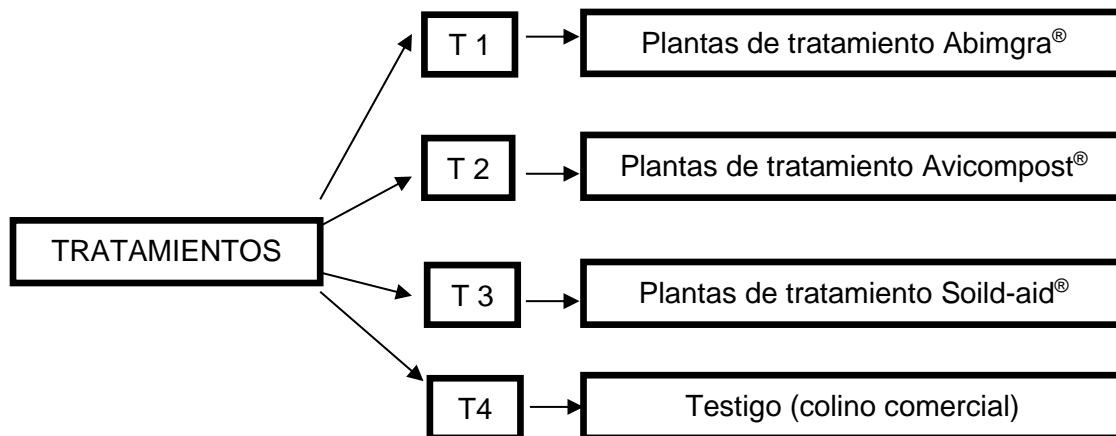 T 1
Plantas de tratamiento Abimgra®
T 2
Plantas de tratamiento Avicompost®
TRATAMIENTOS
T 3
Plantas de tratamiento Soild-aid®
T4
Testigo (colino comercial)